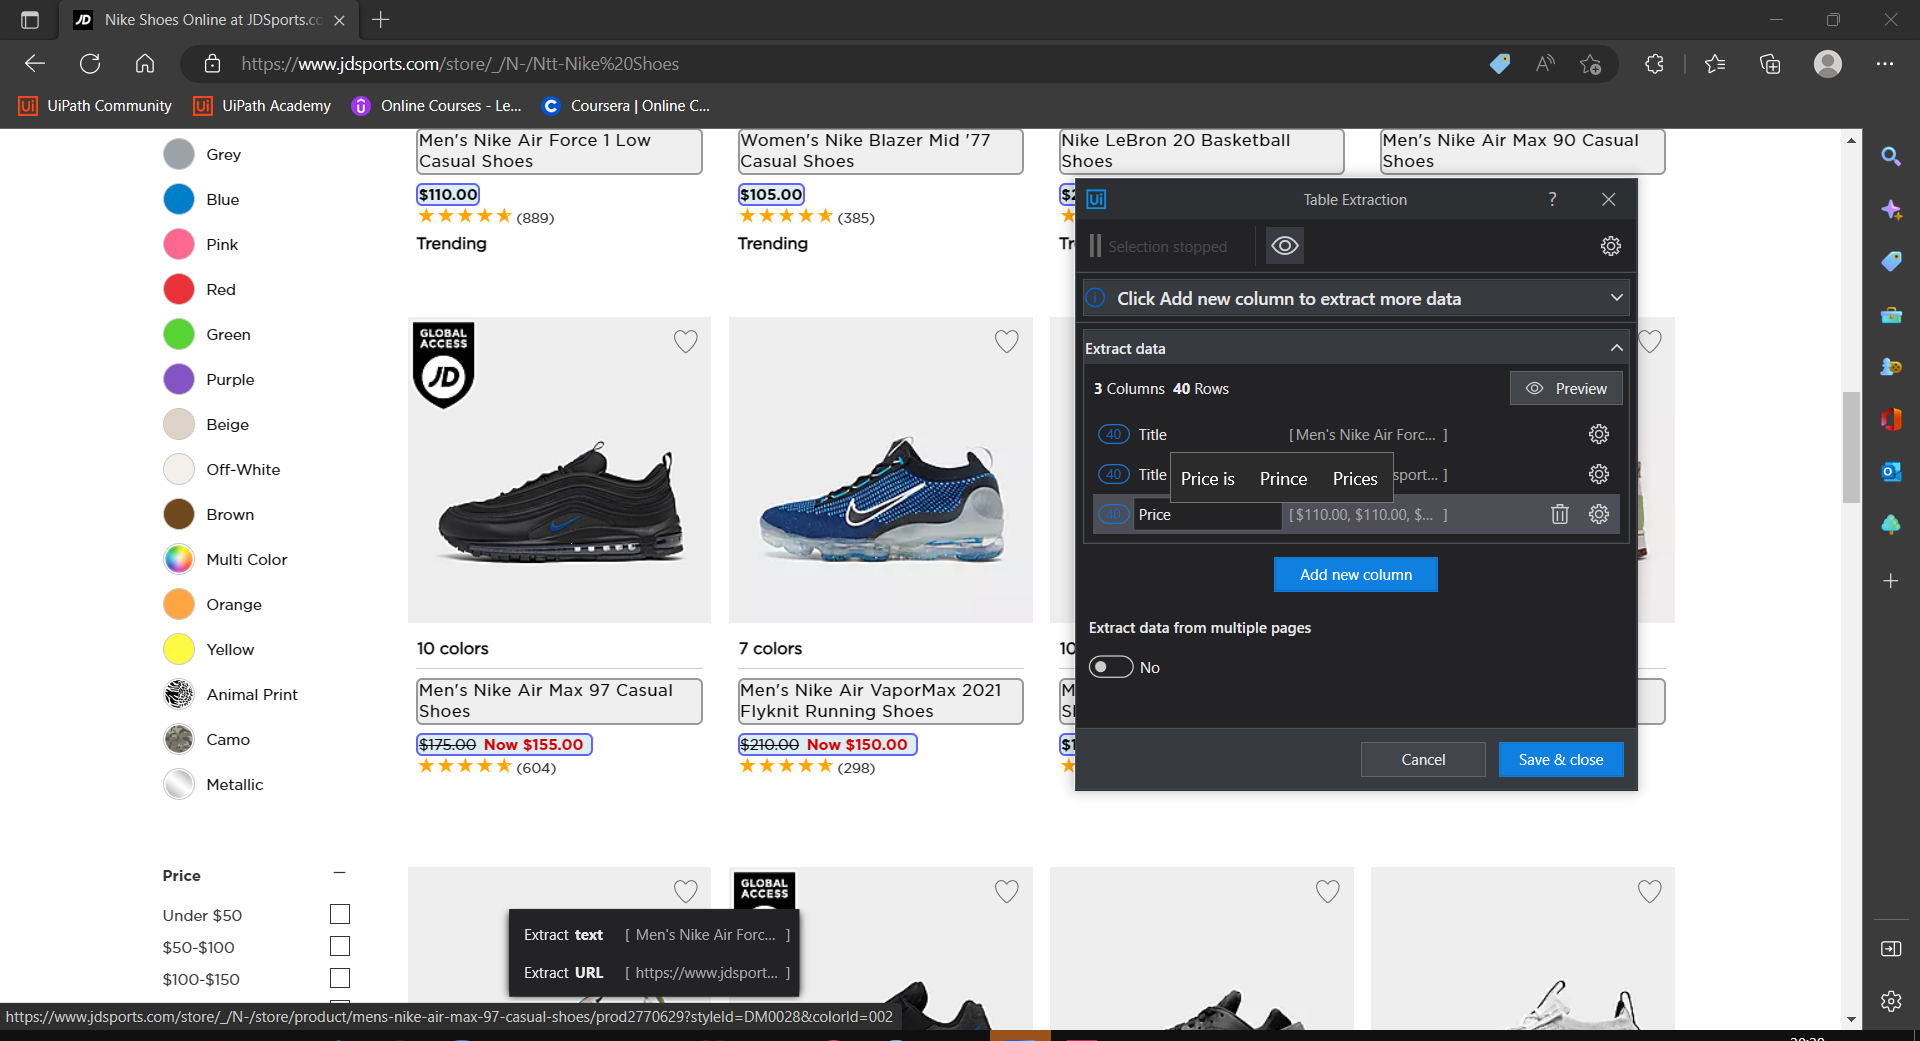 Nike Shoes Online at JDSports.co
https://www.jdsports.com/store/_/N-/Ntt-Nike%20Shoes
UiPath Community
UiPath Academy
Online Courses - Le...
Coursera | Online C...
Grey
Blue
Pink
Red
Green
Purple
Beige
Off-White
Brown
Multi Color
Orange
Yellow
Animal Print
Camo
Metallic
Price
Under $50
$50-$100
$100-$150
Men's Nike Air Force 1 Low
Casual Shoes
$110.00
(889)
Trending
Women's Nike Blazer Mid '77
Casual Shoes
$105.00
(385)
Trending
Nike LeBron 20 Basketball
Shoes
$2
Tr
Men's Nike Air Max 90 Casual
Shoes
GLOBAL
ACCESS
JD
10 colors
Men's Nike Air Max 97 Casual
Shoes
$175.00 Now $155.00
(604)
7 colors
Men's Nike Air VaporMax 2021
Flyknit Running Shoes
$210.00 Now $150.00
(298)
10
M
S
$1
GLOBAL
ACCESS
Ui
Table Extraction
?
Selection stopped
Click Add new column to extract more data
Extract data
3 Columns 40 Rows
Preview
40 Title [ Men's Nike Air Forc... ]
40 Title sport... ]
Price is Prince Prices
40 Price [ $110.00, $110.00, $... ]
Add new column
Extract data from multiple pages
No
Cancel
Save & close
Extract text [ Men's Nike Air Forc... ]
Extract URL [ https://www.jdsport... ]
https://www.jdsports.com/store/_/N-/store/product/mens-nike-air-max-97-casual-shoes/prod2770629?styleId=DM0028&colorId=002